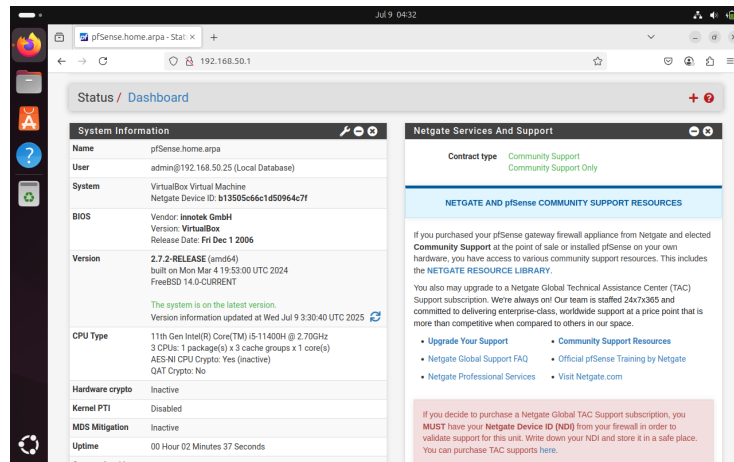 Jul 9 04:32
pfSense.home.arpa - Stat
192.168.50.1
Status / Dashboard
System Information
Name pfSense.home.arpa
User admin@192.168.50.25 (Local Database)
System VirtualBox Virtual Machine
Netgate Device ID: b13505c66c1d50964c7f
BIOS Vendor: innotek GmbH
Version: VirtualBox
Release Date: Fri Dec 1 2006
Version 2.7.2-RELEASE (amd64)
built on Mon Mar 4 19:53:00 UTC 2024
FreeBSD 14.0-CURRENT
The system is on the latest version.
Version information updated at Wed Jul 9 3:30:40 UTC 2025
CPU Type 11th Gen Intel(R) Core(TM) i5-11400H @ 2.70GHz
3 CPUs: 1 package(s) x 3 cache groups x 1 core(s)
AES-NI CPU Crypto: Yes (inactive)
QAT Crypto: No
Hardware crypto Inactive
Kernel PTI Disabled
MDS Mitigation Inactive
Uptime 00 Hour 02 Minutes 37 Seconds
Netgate Services And Support
Contract type Community Support
Community Support Only
NETGATE AND pfSense COMMUNITY SUPPORT RESOURCES
If you purchased your pfSense gateway firewall appliance from Netgate and elected
Community Support at the point of sale or installed pfSense on your own
hardware, you have access to various community support resources. This includes
the NETGATE RESOURCE LIBRARY.
You also may upgrade to a Netgate Global Technical Assistance Center (TAC)
Support subscription. We're always on! Our team is staffed 24x7x365 and
committed to delivering enterprise-class, worldwide support at a price point that is
more than competitive when compared to others in our space.
• Upgrade Your Support • Community Support Resources
• Netgate Global Support FAQ • Official pfSense Training by Netgate
• Netgate Professional Services • Visit Netgate.com
If you decide to purchase a Netgate Global TAC Support subscription, you
MUST have your Netgate Device ID (NDI) from your firewall in order to
validate support for this unit. Write down your NDI and store it in a safe place.
You can purchase TAC supports here.